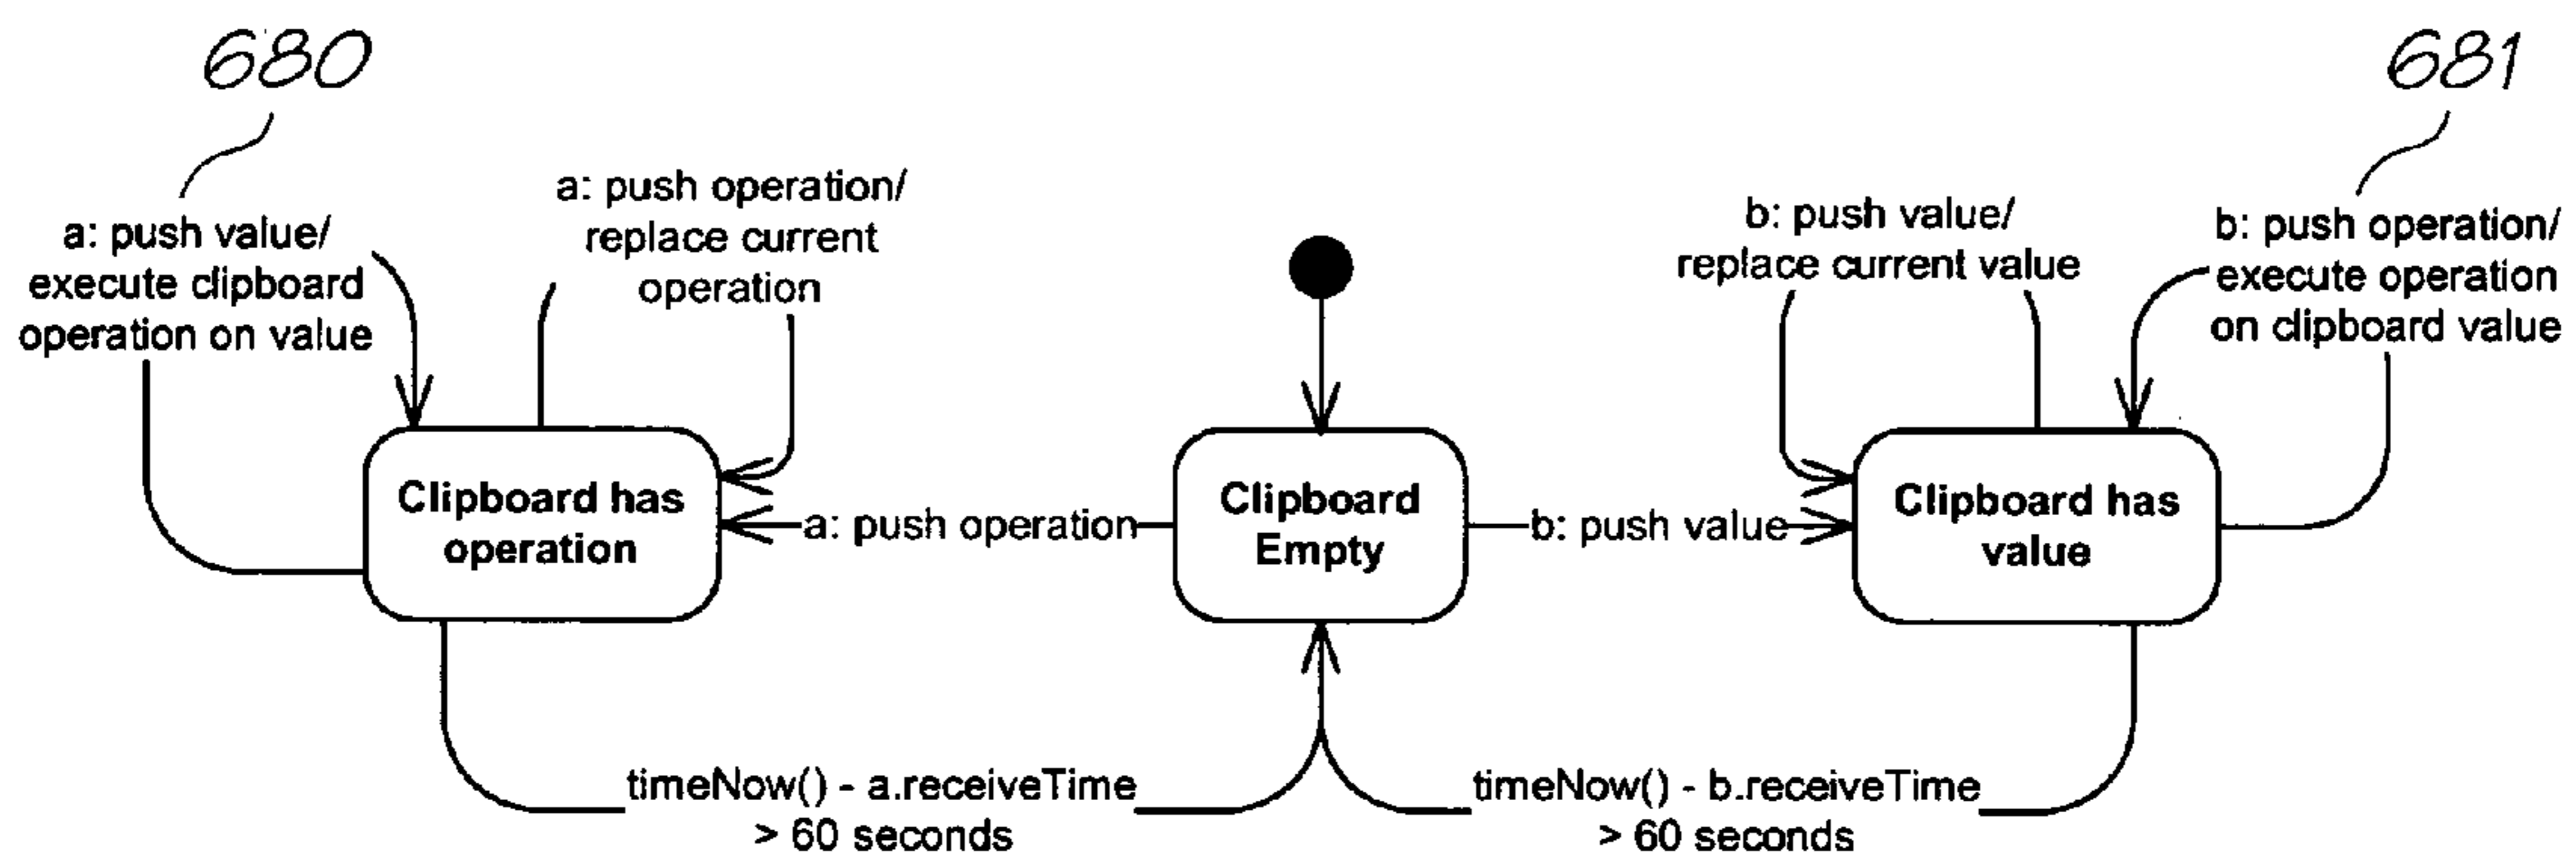 680
681
a: push value/
execute clipboard
operation on value
a: push operation/
replace current
operation
b: push value/
replace current value
b: push operation/
execute operation
on clipboard value
Clipboard has
operation
a: push operation
Clipboard
Empty
b: push value
Clipboard has
value
timeNow() - a.receiveTime
> 60 seconds
timeNow() - b.receiveTime
> 60 seconds